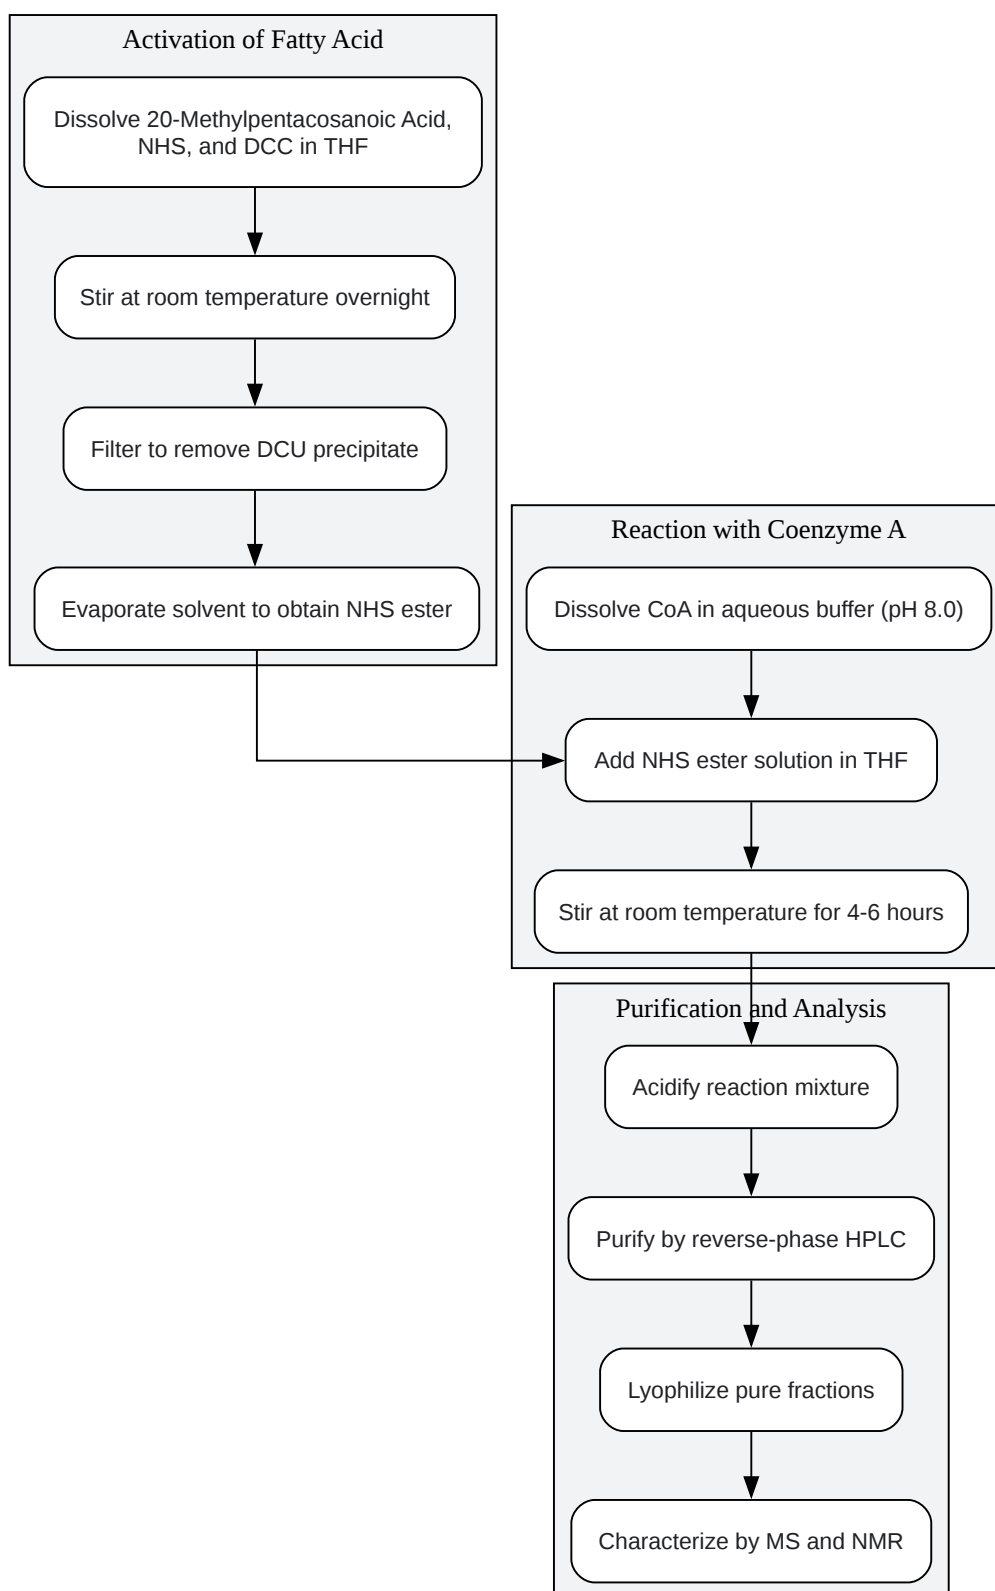 Activation of Fatty Acid
Dissolve 20-Methylpentacosanoic Acid,
NHS, and DCC in THF
Stir at room temperature overnight
Filter to remove DCU precipitate
Evaporate solvent to obtain NHS ester
Reaction with Coenzyme A
Dissolve CoA in aqueous buffer (pH 8.0)
Add NHS ester solution in THF
Stir at room temperature for 4-6 hours
Purification and Analysis
Acidify reaction mixture
Purify by reverse-phase HPLC
Lyophilize pure fractions
Characterize by MS and NMR